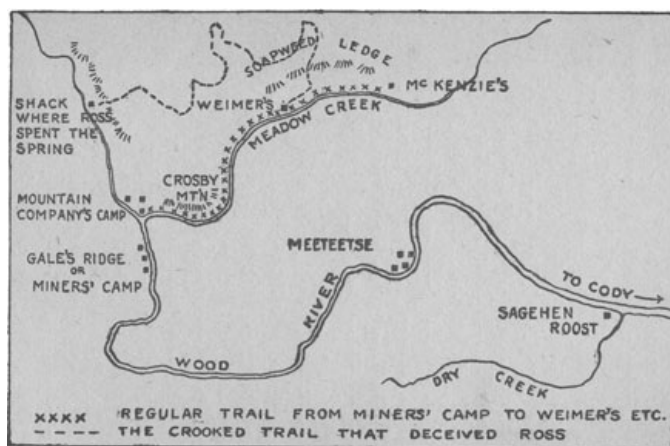 SOAPWEED LEDGE
McKENZIE'S
WEIMER'S
MEADOW CREEK
SHACK
WHERE ROSS
SPENT THE
SPRING
CROSBY
MT'N
MOUNTAIN
COMPANY'S CAMP
GALE'S RIDGE
OR
MINERS' CAMP
MEETEETSE
TO CODY
SAGEHEN
ROOST
WOOD RIVER
DRY CREEK
xxxx REGULAR TRAIL FROM MINERS' CAMP TO WEIMER'S ETC.
---- THE CROOKED TRAIL THAT DECEIVED ROSS